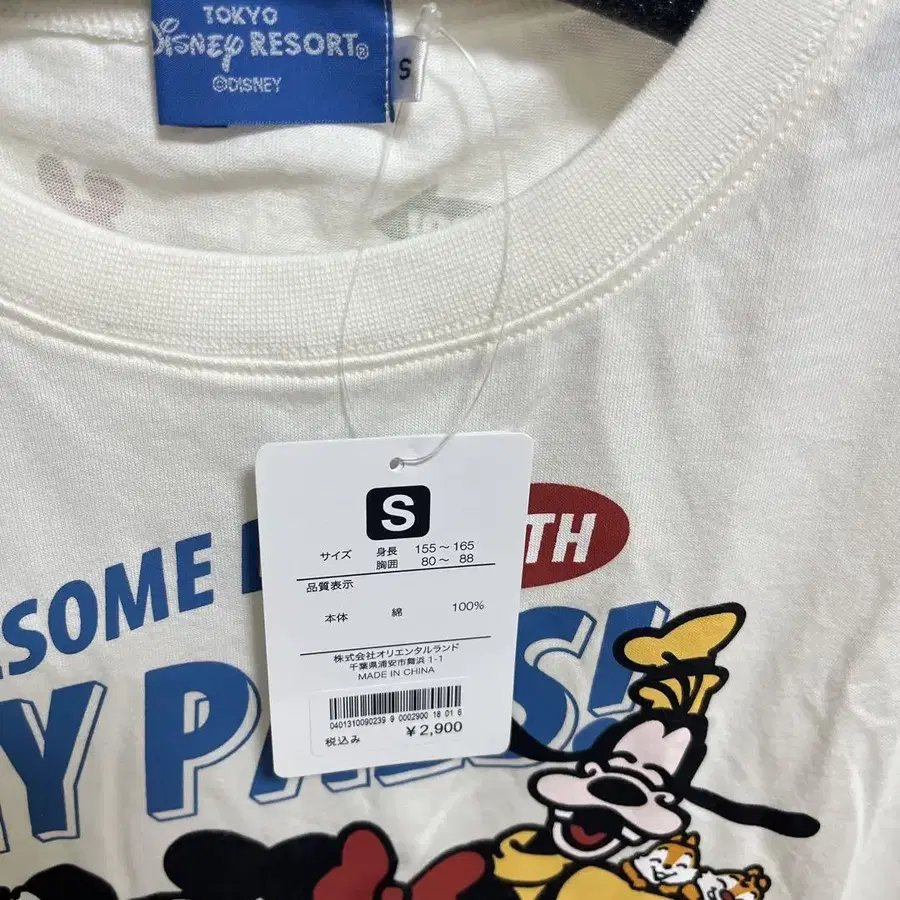 TOKYO
Disney RESORT®
©DISNEY
S
S
サイズ 身長 155～165
胸囲 80～ 88
品質表示
本体 綿 100%
株式会社オリエンタルランド
千葉県浦安市舞浜 1-1
MADE IN CHINA
0401310090239 9 0002900 18 01 6
税込み ¥2,900
ESOME
TH
Y PALS!